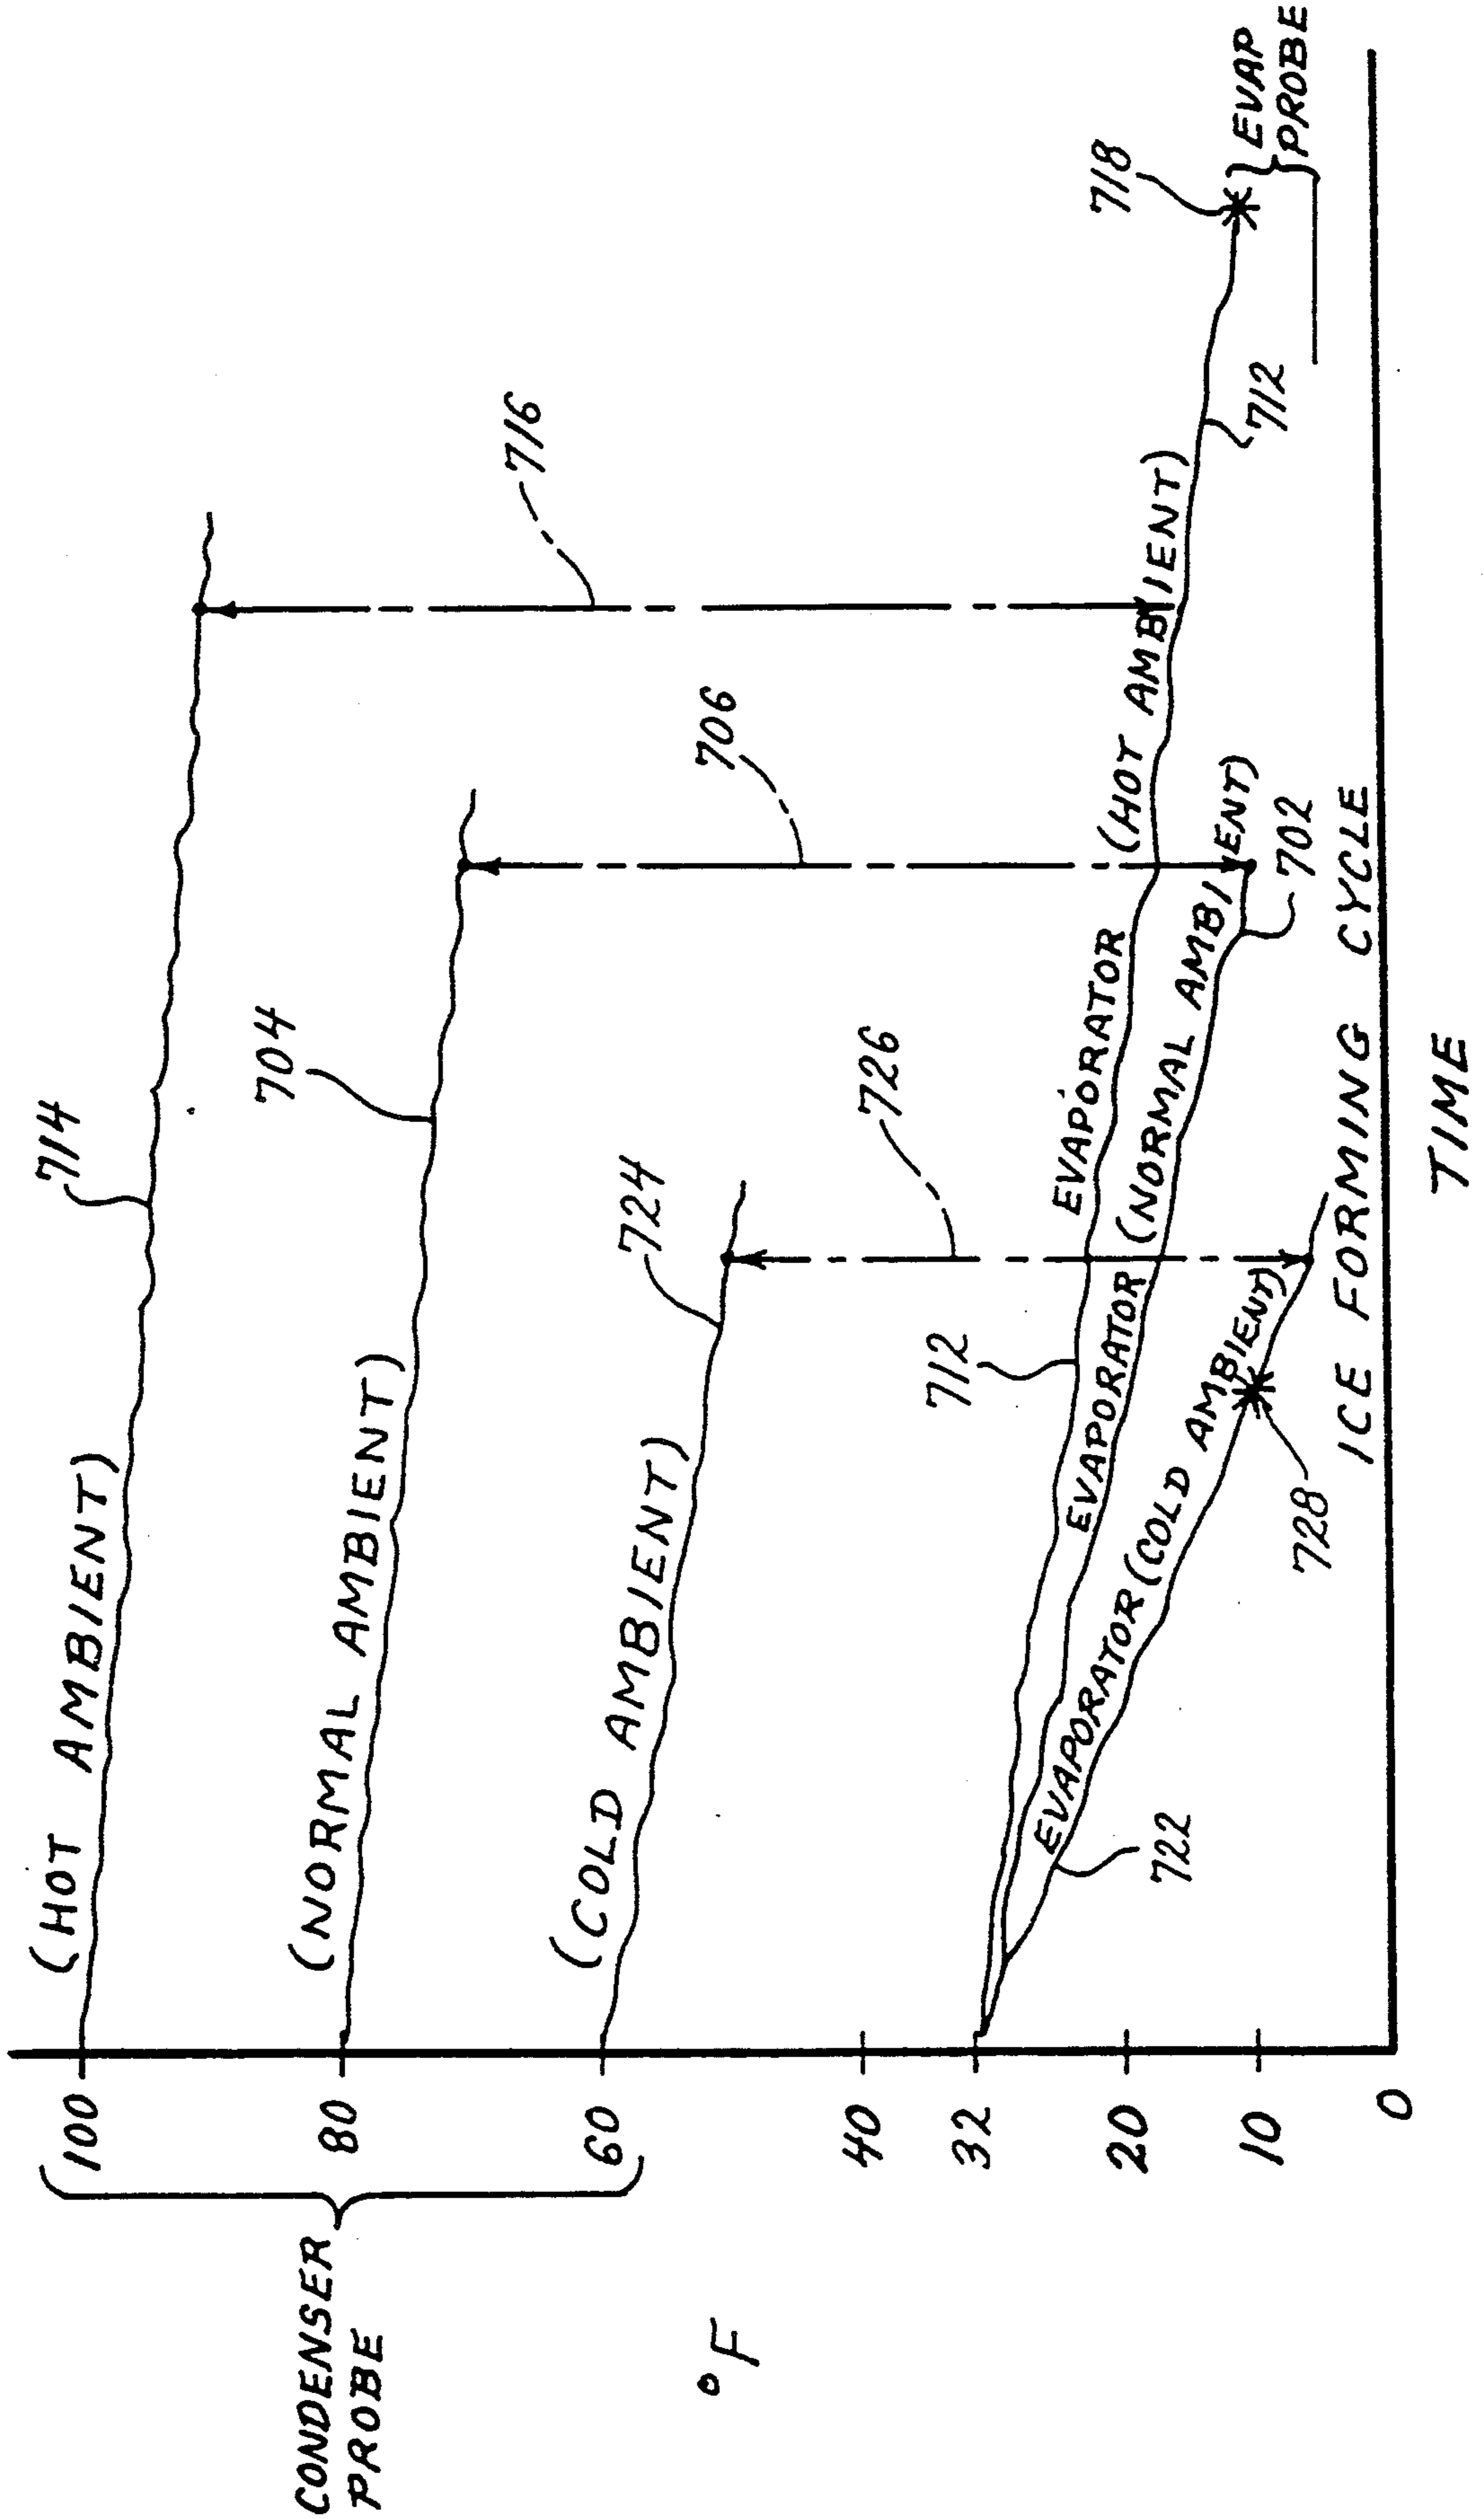 CONDENSER
PROBE
°F
100
80
60
40
32
20
10
0
(HOT AMBIENT)
714
(NORMAL AMBIENT)
704
(COLD AMBIENT)
724
716
706
726
712
EVAPORATOR (HOT AMBIENT)
EVAPORATOR (NORMAL AMBIENT)
EVAPORATOR (COLD AMBIENT)
722
728
702
712
718
EVAP
PROBE
ICE FORMING CYCLE
TIME